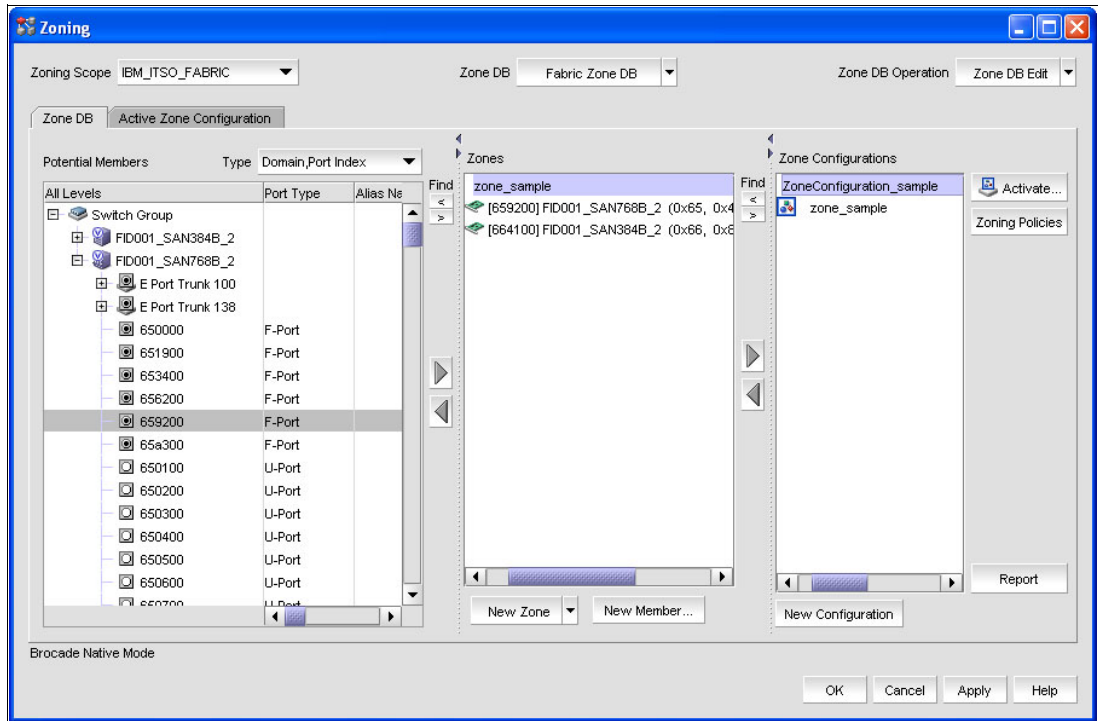 Zoning
Zoning Scope IBM_ITSO_FABRIC Zone DB Fabric Zone DB Zone DB Operation Zone DB Edit
Zone DB Active Zone Configuration
Potential Members Type Domain,Port Index
All Levels Port Type Alias Na
Switch Group
FID001_SAN384B_2
FID001_SAN768B_2
E Port Trunk 100
E Port Trunk 138
650000 F-Port
651900 F-Port
653400 F-Port
656200 F-Port
659200 F-Port
65a300 F-Port
650100 U-Port
650200 U-Port
650300 U-Port
650400 U-Port
650500 U-Port
650600 U-Port
650700 U-Port
Find
<
>
Zones
zone_sample
[659200] FID001_SAN768B_2 (0x65, 0x4
[664100] FID001_SAN384B_2 (0x66, 0x8
New Zone New Member...
Find
<
>
Zone Configurations
ZoneConfiguration_sample
zone_sample
New Configuration
Activate...
Zoning Policies
Report
Brocade Native Mode
OK Cancel Apply Help